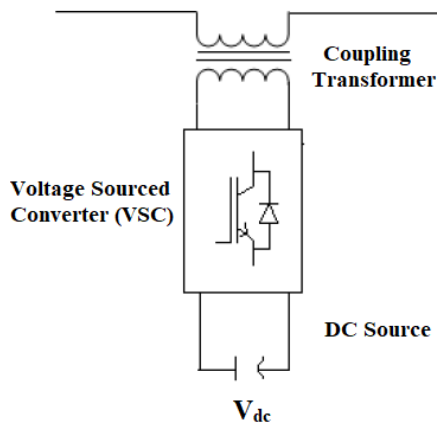 Coupling
Transformer
Voltage Sourced
Converter (VSC)
DC Source
Vdc